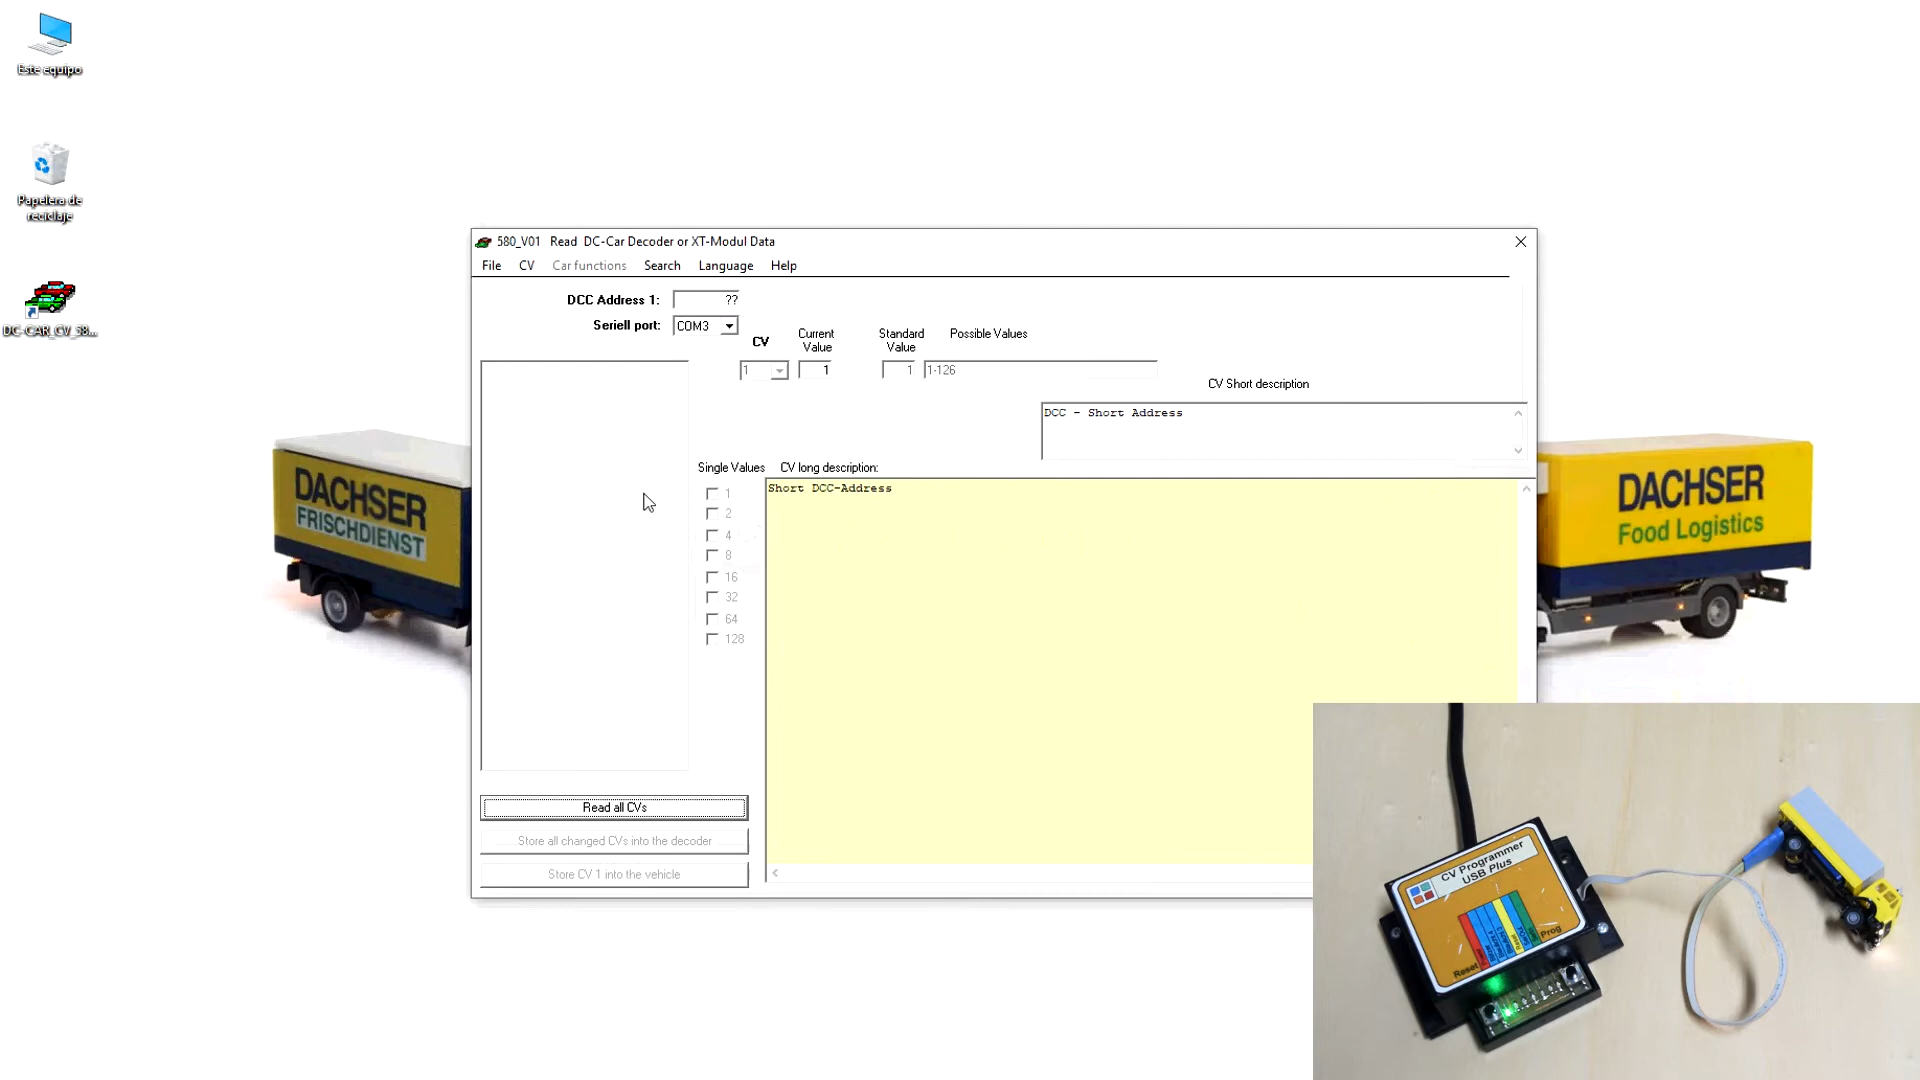 Este equipo
Papelera de
reciclaje
DC-CAR_CV_58...
580_V01 Read DC-Car Decoder or XT-Modul Data
File CV Car functions Search Language Help
DCC Address 1: ??
Seriell port: COM3
CV
Current
Value
Standard
Value
Possible Values
1 1 1 1-126
CV Short description
DCC - Short Address
Single Values
CV long description:
Short DCC-Address
1
2
4
8
16
32
64
128
Read all CVs
Store all changed CVs into the decoder
Store CV 1 into the vehicle
DACHSER
FRISCHDIENST
DACHSER
Food Logistics
CV Programmer
USB Plus
Reset
Prog